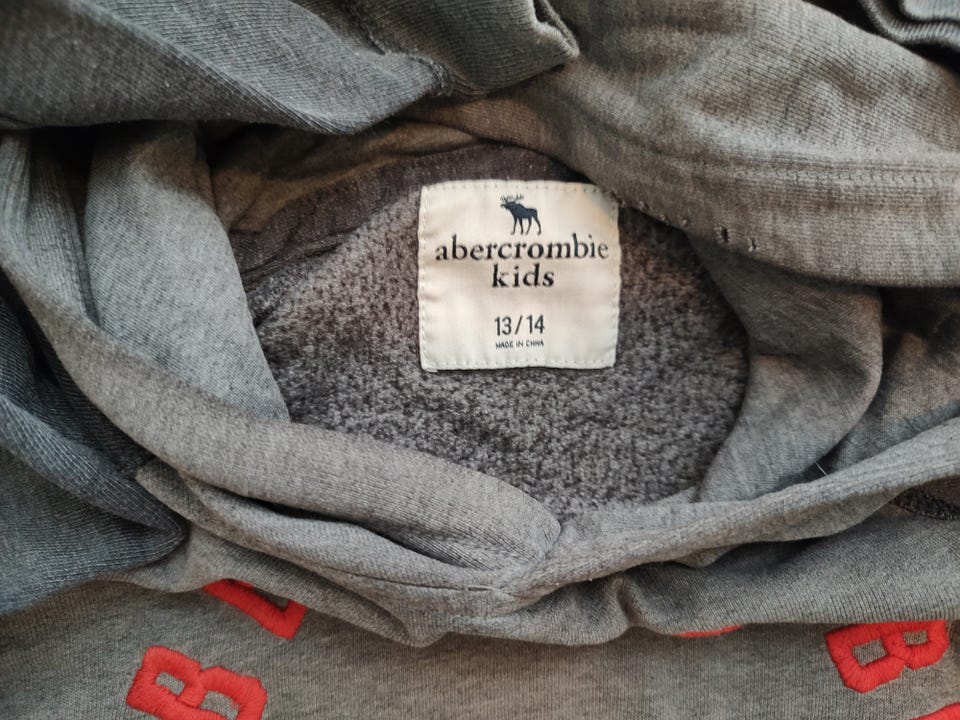 abercrombie
kids
13/14
MADE IN CHINA
B
B